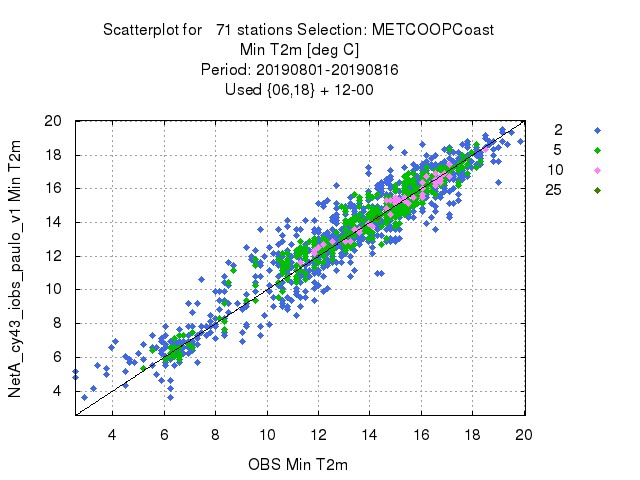 Scatterplot for 71 stations Selection: METCOOPCoast
Min T2m [deg C]
Period: 20190801-20190816
Used {06,18} + 12-00
NetA_cy43_iobs_paulo_v1 Min T2m
20
18
16
14
12
10
8
6
4
4 6 8 10 12 14 16 18 20
OBS Min T2m
2
5
10
25